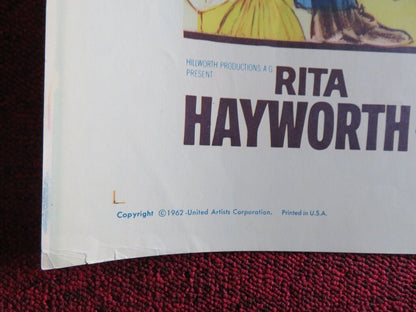 HILLWORTH PRODUCTIONS A G
PRESENT
RITA
HAYWORTH
L
Copyright ©1962-United Artists Corporation. Printed in U.S.A.